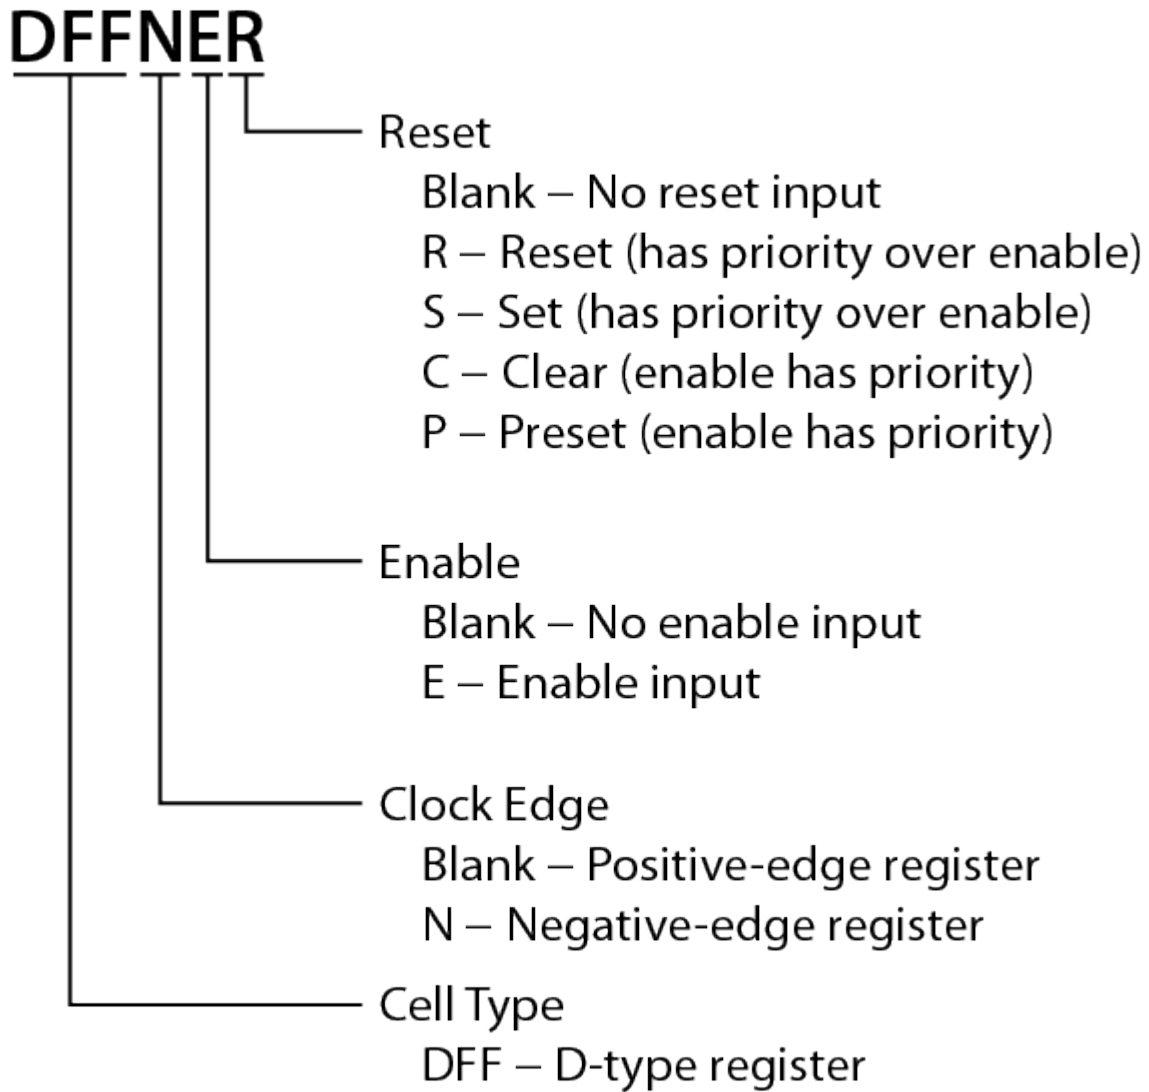 DFFNER
Reset
Blank – No reset input
R – Reset (has priority over enable)
S – Set (has priority over enable)
C – Clear (enable has priority)
P – Preset (enable has priority)
Enable
Blank – No enable input
E – Enable input
Clock Edge
Blank – Positive-edge register
N – Negative-edge register
Cell Type
DFF – D-type register